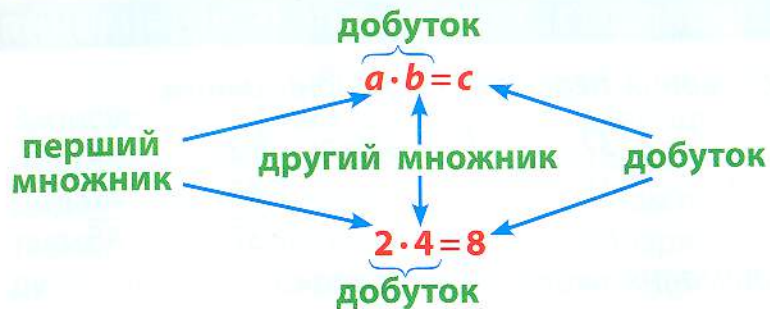 добуток
a · b = c
перший
множник
другий множник
добуток
2 · 4 = 8
добуток